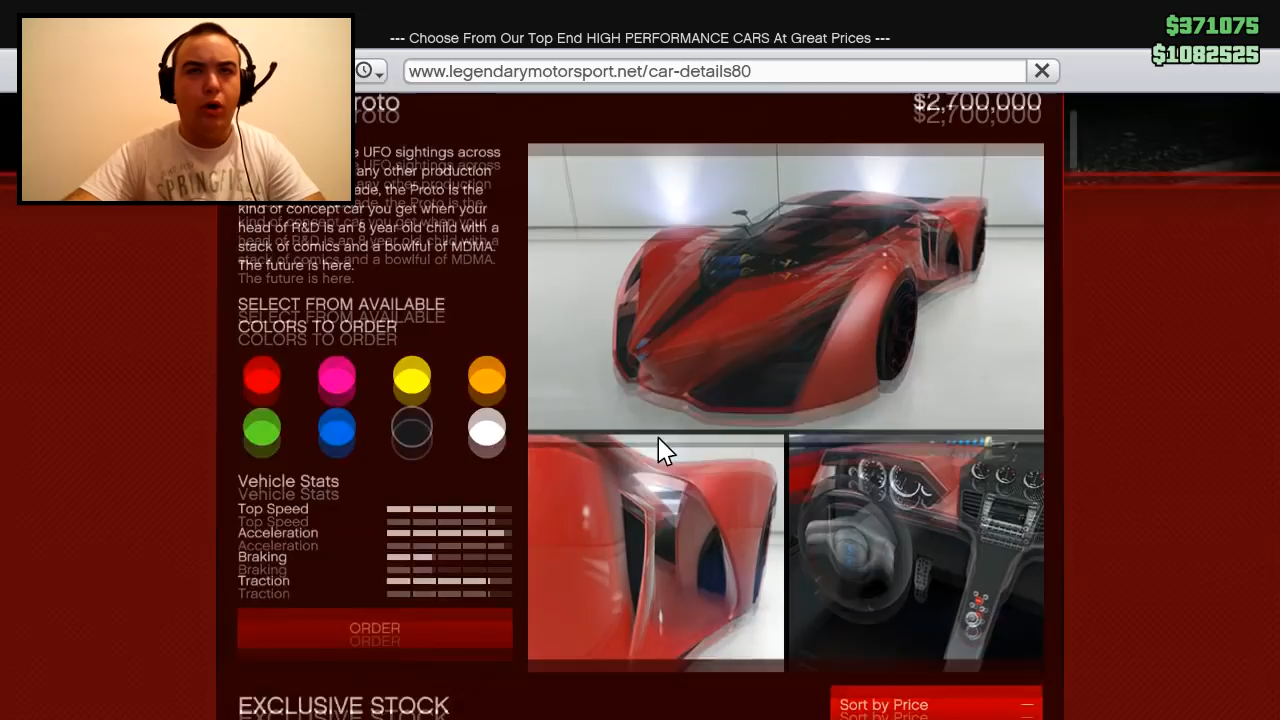 --- Choose From Our Top End HIGH PERFORMANCE CARS At Great Prices ---
$371075
$1082525
www.legendarymotorsport.net/car-details80
roto
$2,700,000
e UFO sightings across
any other production
ade, the Proto is the
kind of concept car you get when your
head of R&D is an 8 year old child with a
stack of comics and a bowlful of MDMA.
The future is here.
SELECT FROM AVAILABLE
COLORS TO ORDER
Vehicle Stats
Top Speed
Acceleration
Braking
Traction
ORDER
EXCLUSIVE STOCK
Sort by Price
SPRINGFIELD